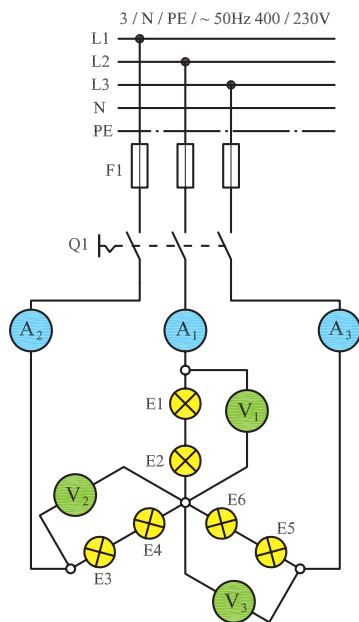 3 / N / PE / ~ 50Hz 400 / 230V
L1
L2
L3
N
PE
F1
Q1
A2 A1 A3
E1 V1
E2
V2 E6
E4 E5
E3
V3